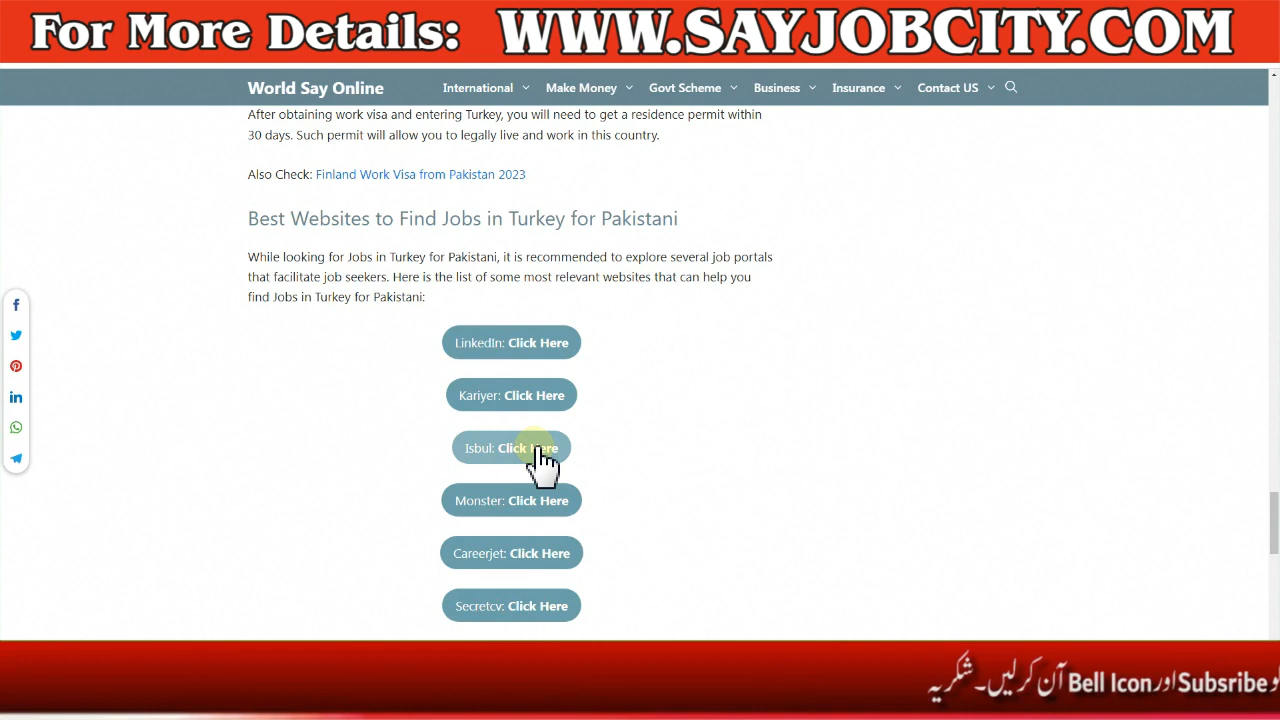 For More Details: WWW.SAYJOBCITY.COM
World Say Online International Make Money Govt Scheme Business Insurance Contact US
After obtaining work visa and entering Turkey, you will need to get a residence permit within
30 days. Such permit will allow you to legally live and work in this country.
Also Check: Finland Work Visa from Pakistan 2023
Best Websites to Find Jobs in Turkey for Pakistani
While looking for Jobs in Turkey for Pakistani, it is recommended to explore several job portals
that facilitate job seekers. Here is the list of some most relevant websites that can help you
find Jobs in Turkey for Pakistani:
LinkedIn: Click Here
Kariyer: Click Here
Isbul: Click Here
Monster: Click Here
Careerjet: Click Here
Secretcv: Click Here
کو Subsribe اور Bell Icon آن کرلیں۔ شکریہ